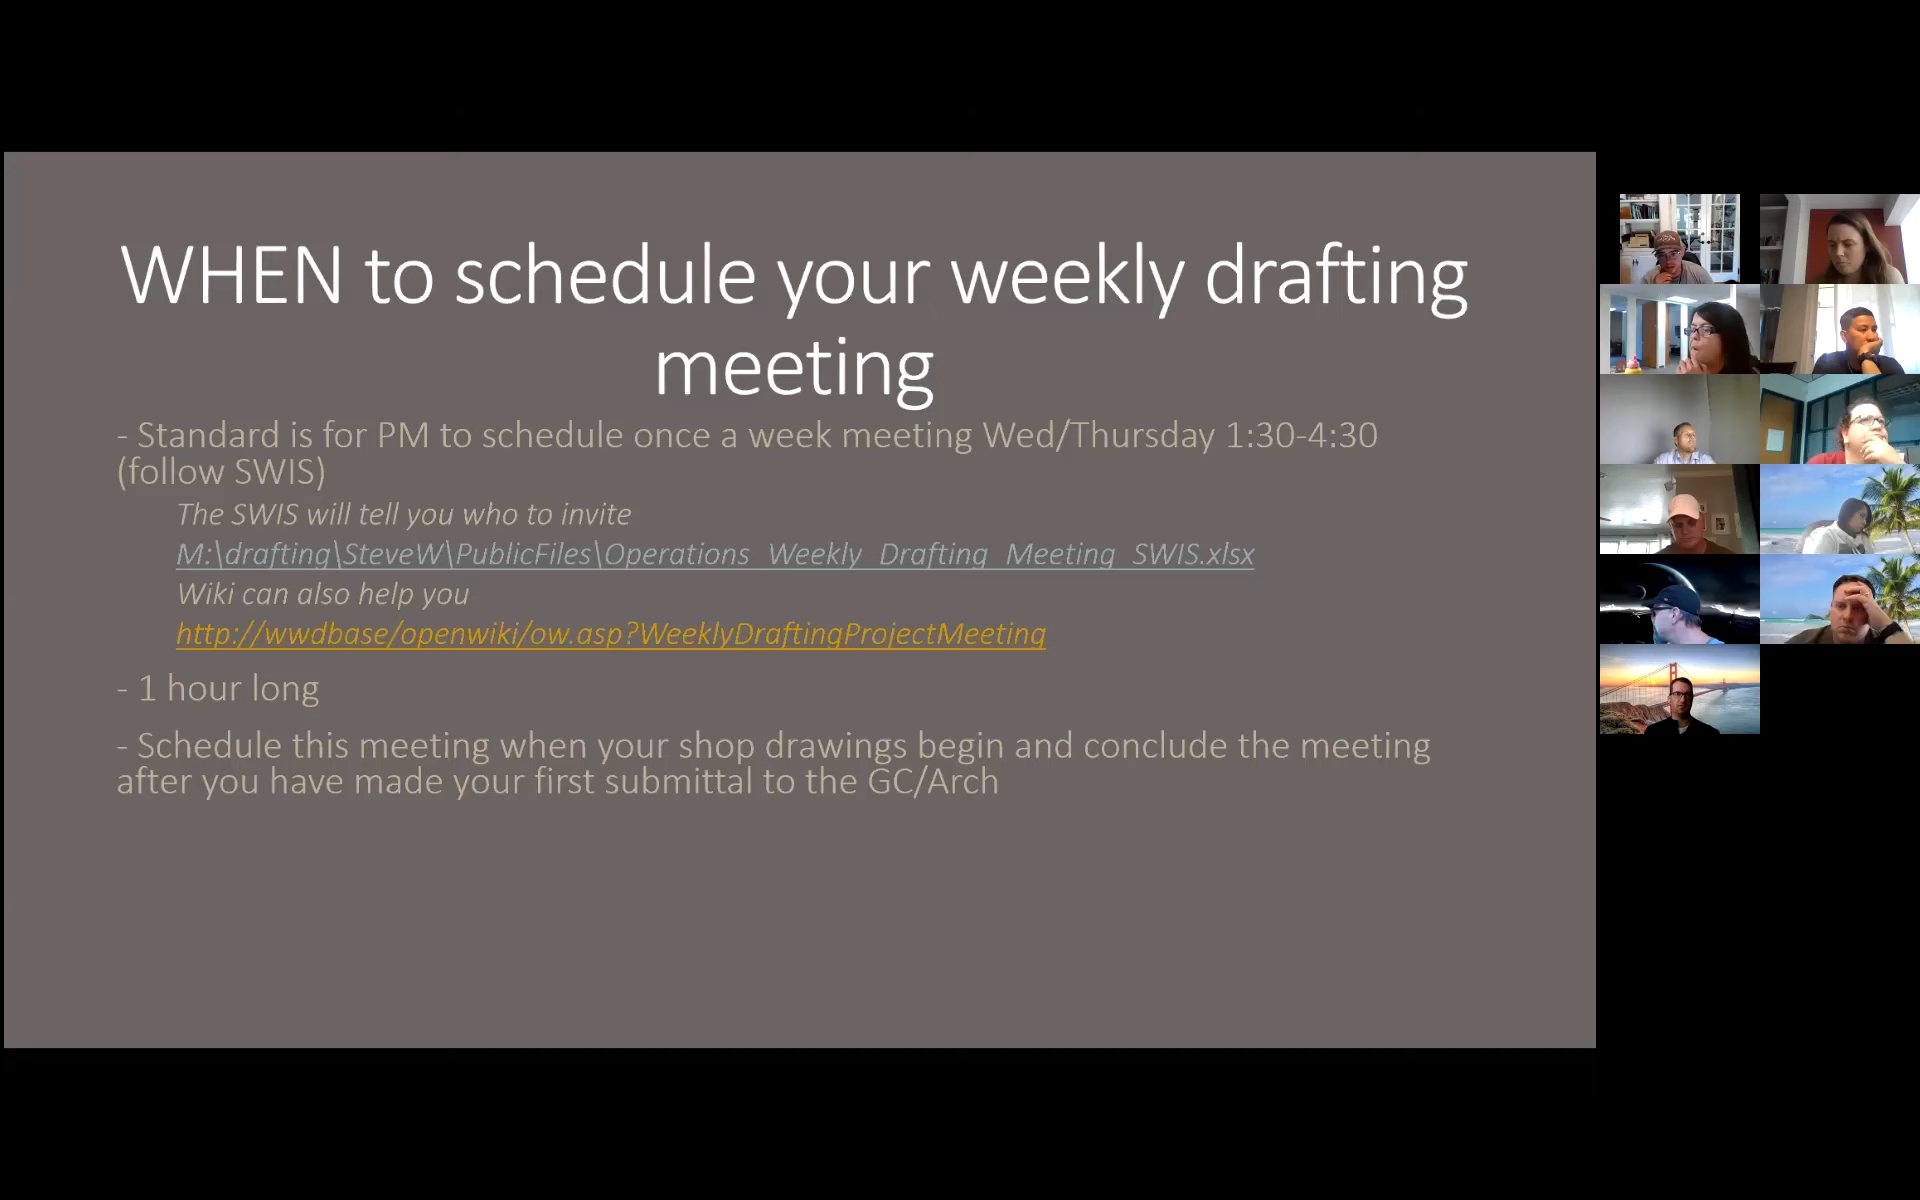 WHEN to schedule your weekly drafting
meeting
- Standard is for PM to schedule once a week meeting Wed/Thursday 1:30-4:30
(follow SWIS)
The SWIS will tell you who to invite
M:\drafting\SteveW\PublicFiles\Operations_Weekly_Drafting_Meeting_SWIS.xlsx
Wiki can also help you
http://wwdbase/openwiki/ow.asp?WeeklyDraftingProjectMeeting
- 1 hour long
- Schedule this meeting when your shop drawings begin and conclude the meeting
after you have made your first submittal to the GC/Arch